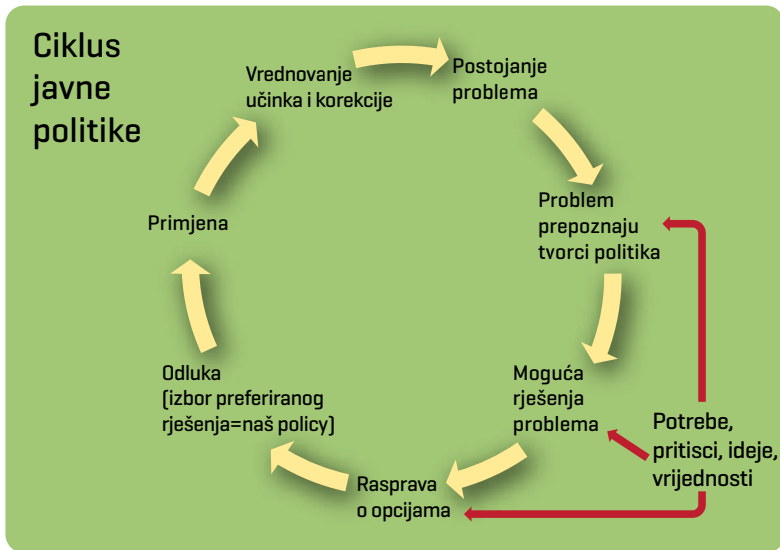 Ciklus
javne
politike
Postojanje
problema
Problem
prepoznaju
tvorci politika
Moguća
rješenja
problema
Rasprava
o opcijama
Odluka
(izbor preferiranog
rješenja=naš policy)
Primjena
Vrednovanje
učinka i korekcije
Potrebe,
pritisci, ideje,
vrijednosti